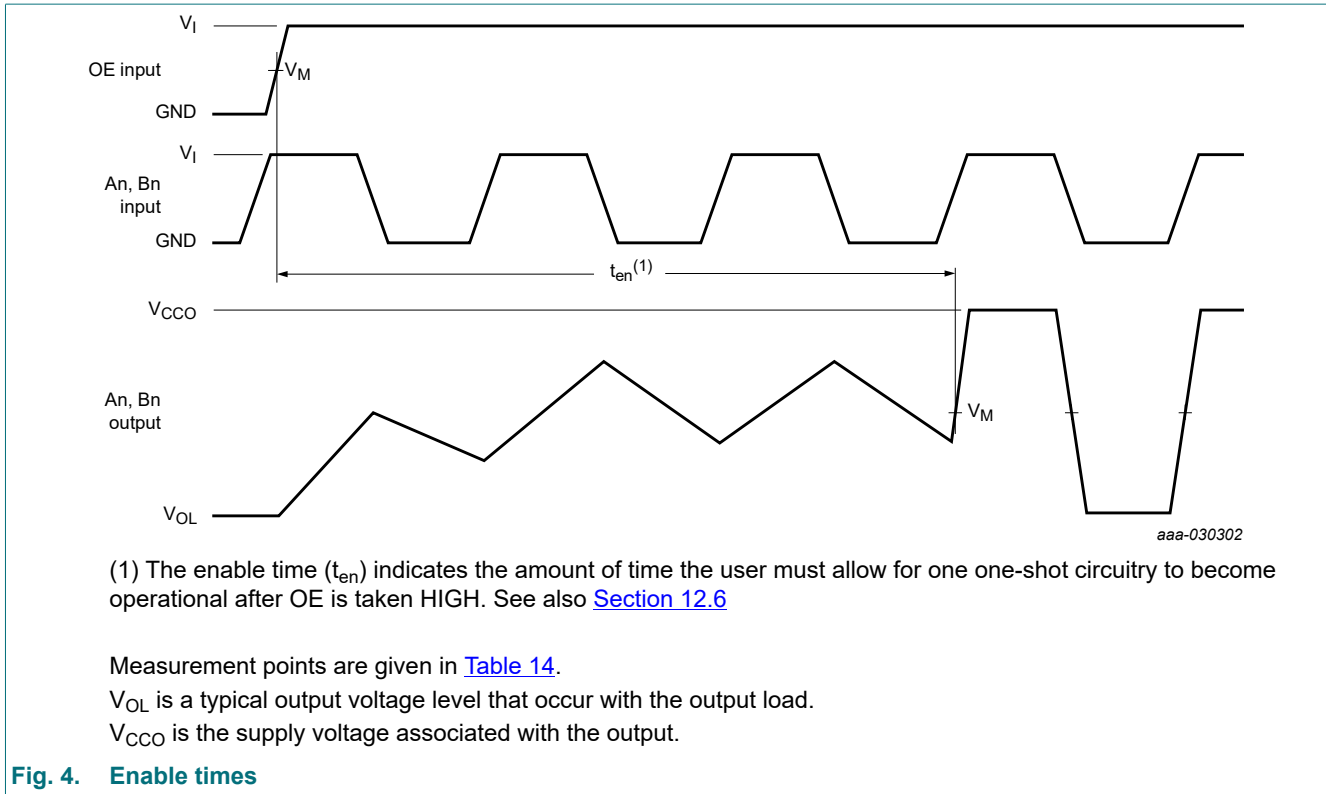 V_I
OE input
V_M
GND
V_I
An, Bn
input
GND
t_en(1)
V_CCO
An, Bn
output
V_M
V_OL
aaa-030302
(1) The enable time (t_en) indicates the amount of time the user must allow for one one-shot circuitry to become
operational after OE is taken HIGH. See also Section 12.6
Measurement points are given in Table 14.
V_OL is a typical output voltage level that occur with the output load.
V_CCO is the supply voltage associated with the output.
Fig. 4. Enable times